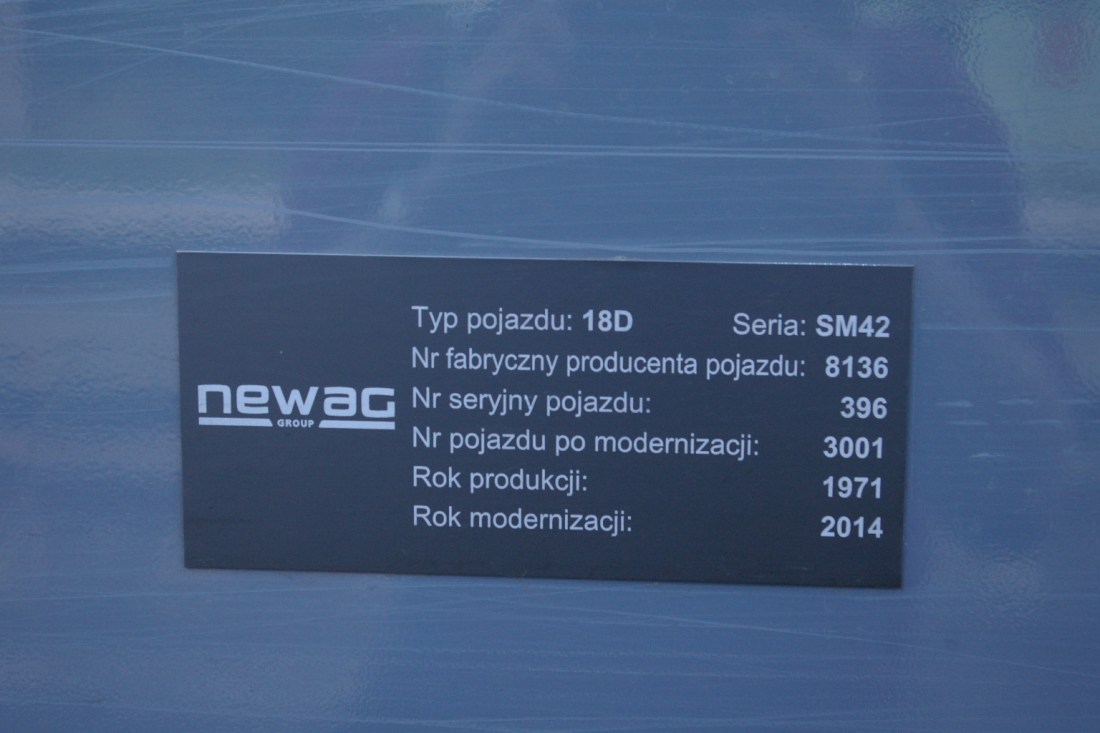 newag
GROUP
Typ pojazdu: 18D Seria: SM42
Nr fabryczny producenta pojazdu: 8136
Nr seryjny pojazdu: 396
Nr pojazdu po modernizacji: 3001
Rok produkcji: 1971
Rok modernizacji: 2014